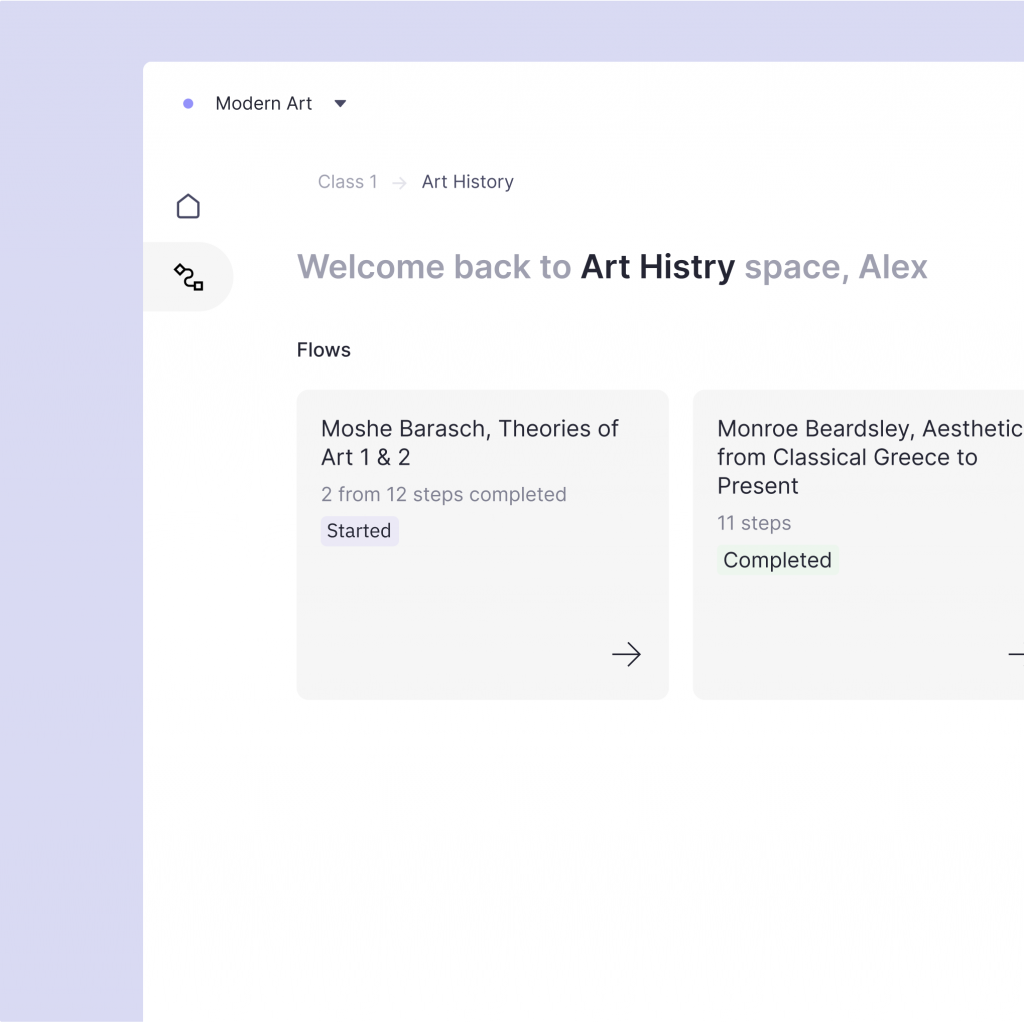 Modern Art
Class 1 → Art History
Welcome back to Art Histry space, Alex
Flows
Moshe Barasch, Theories of
Art 1 & 2
2 from 12 steps completed
Started
Monroe Beardsley, Aesthetic
from Classical Greece to
Present
11 steps
Completed